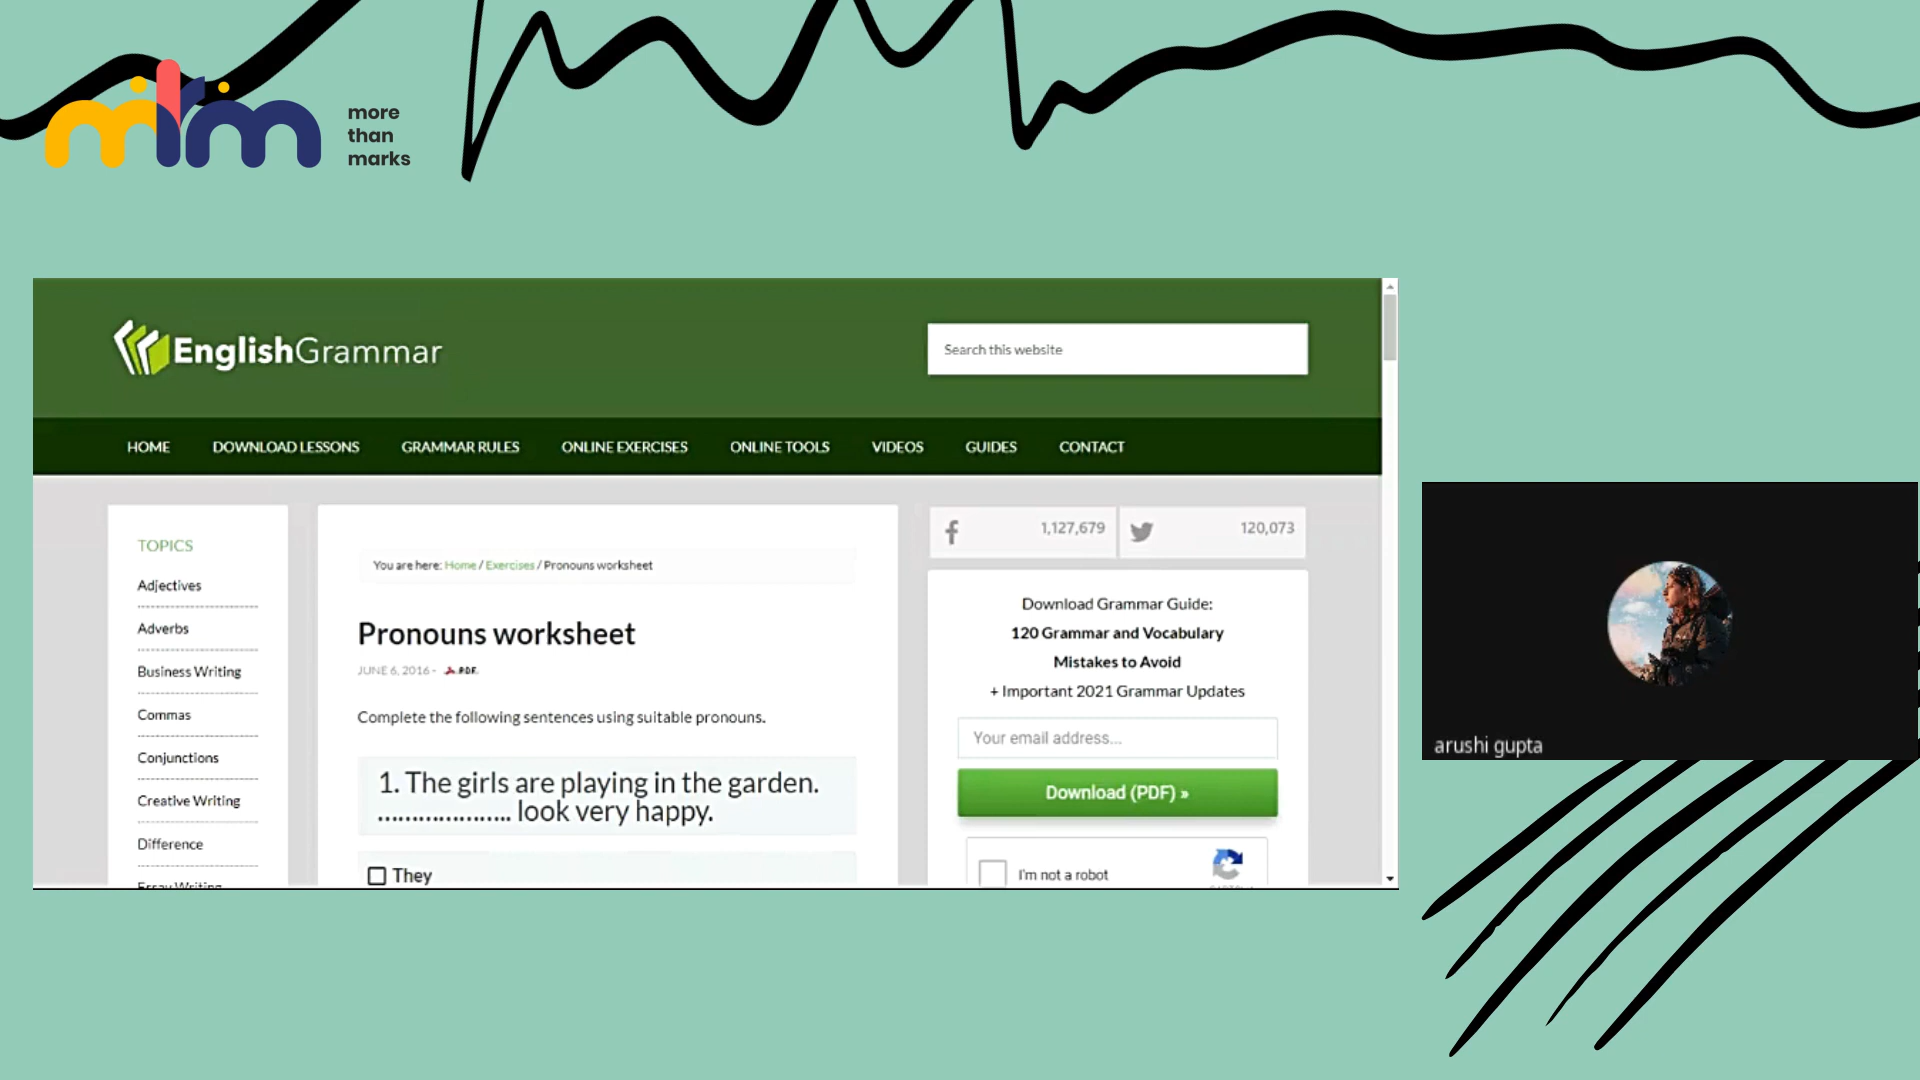 mtm
more
than
marks
EnglishGrammar
Search this website
HOME DOWNLOAD LESSONS GRAMMAR RULES ONLINE EXERCISES ONLINE TOOLS VIDEOS GUIDES CONTACT
TOPICS
Adjectives
Adverbs
Business Writing
Commas
Conjunctions
Creative Writing
Difference
Essay Writing
You are here: Home / Exercises / Pronouns worksheet
Pronouns worksheet
JUNE 6, 2016 - PDF
Complete the following sentences using suitable pronouns.
1. The girls are playing in the garden.
................... look very happy.
They
1,127,679
120,073
Download Grammar Guide:
120 Grammar and Vocabulary
Mistakes to Avoid
+ Important 2021 Grammar Updates
Your email address...
Download (PDF) »
I'm not a robot
arushi gupta